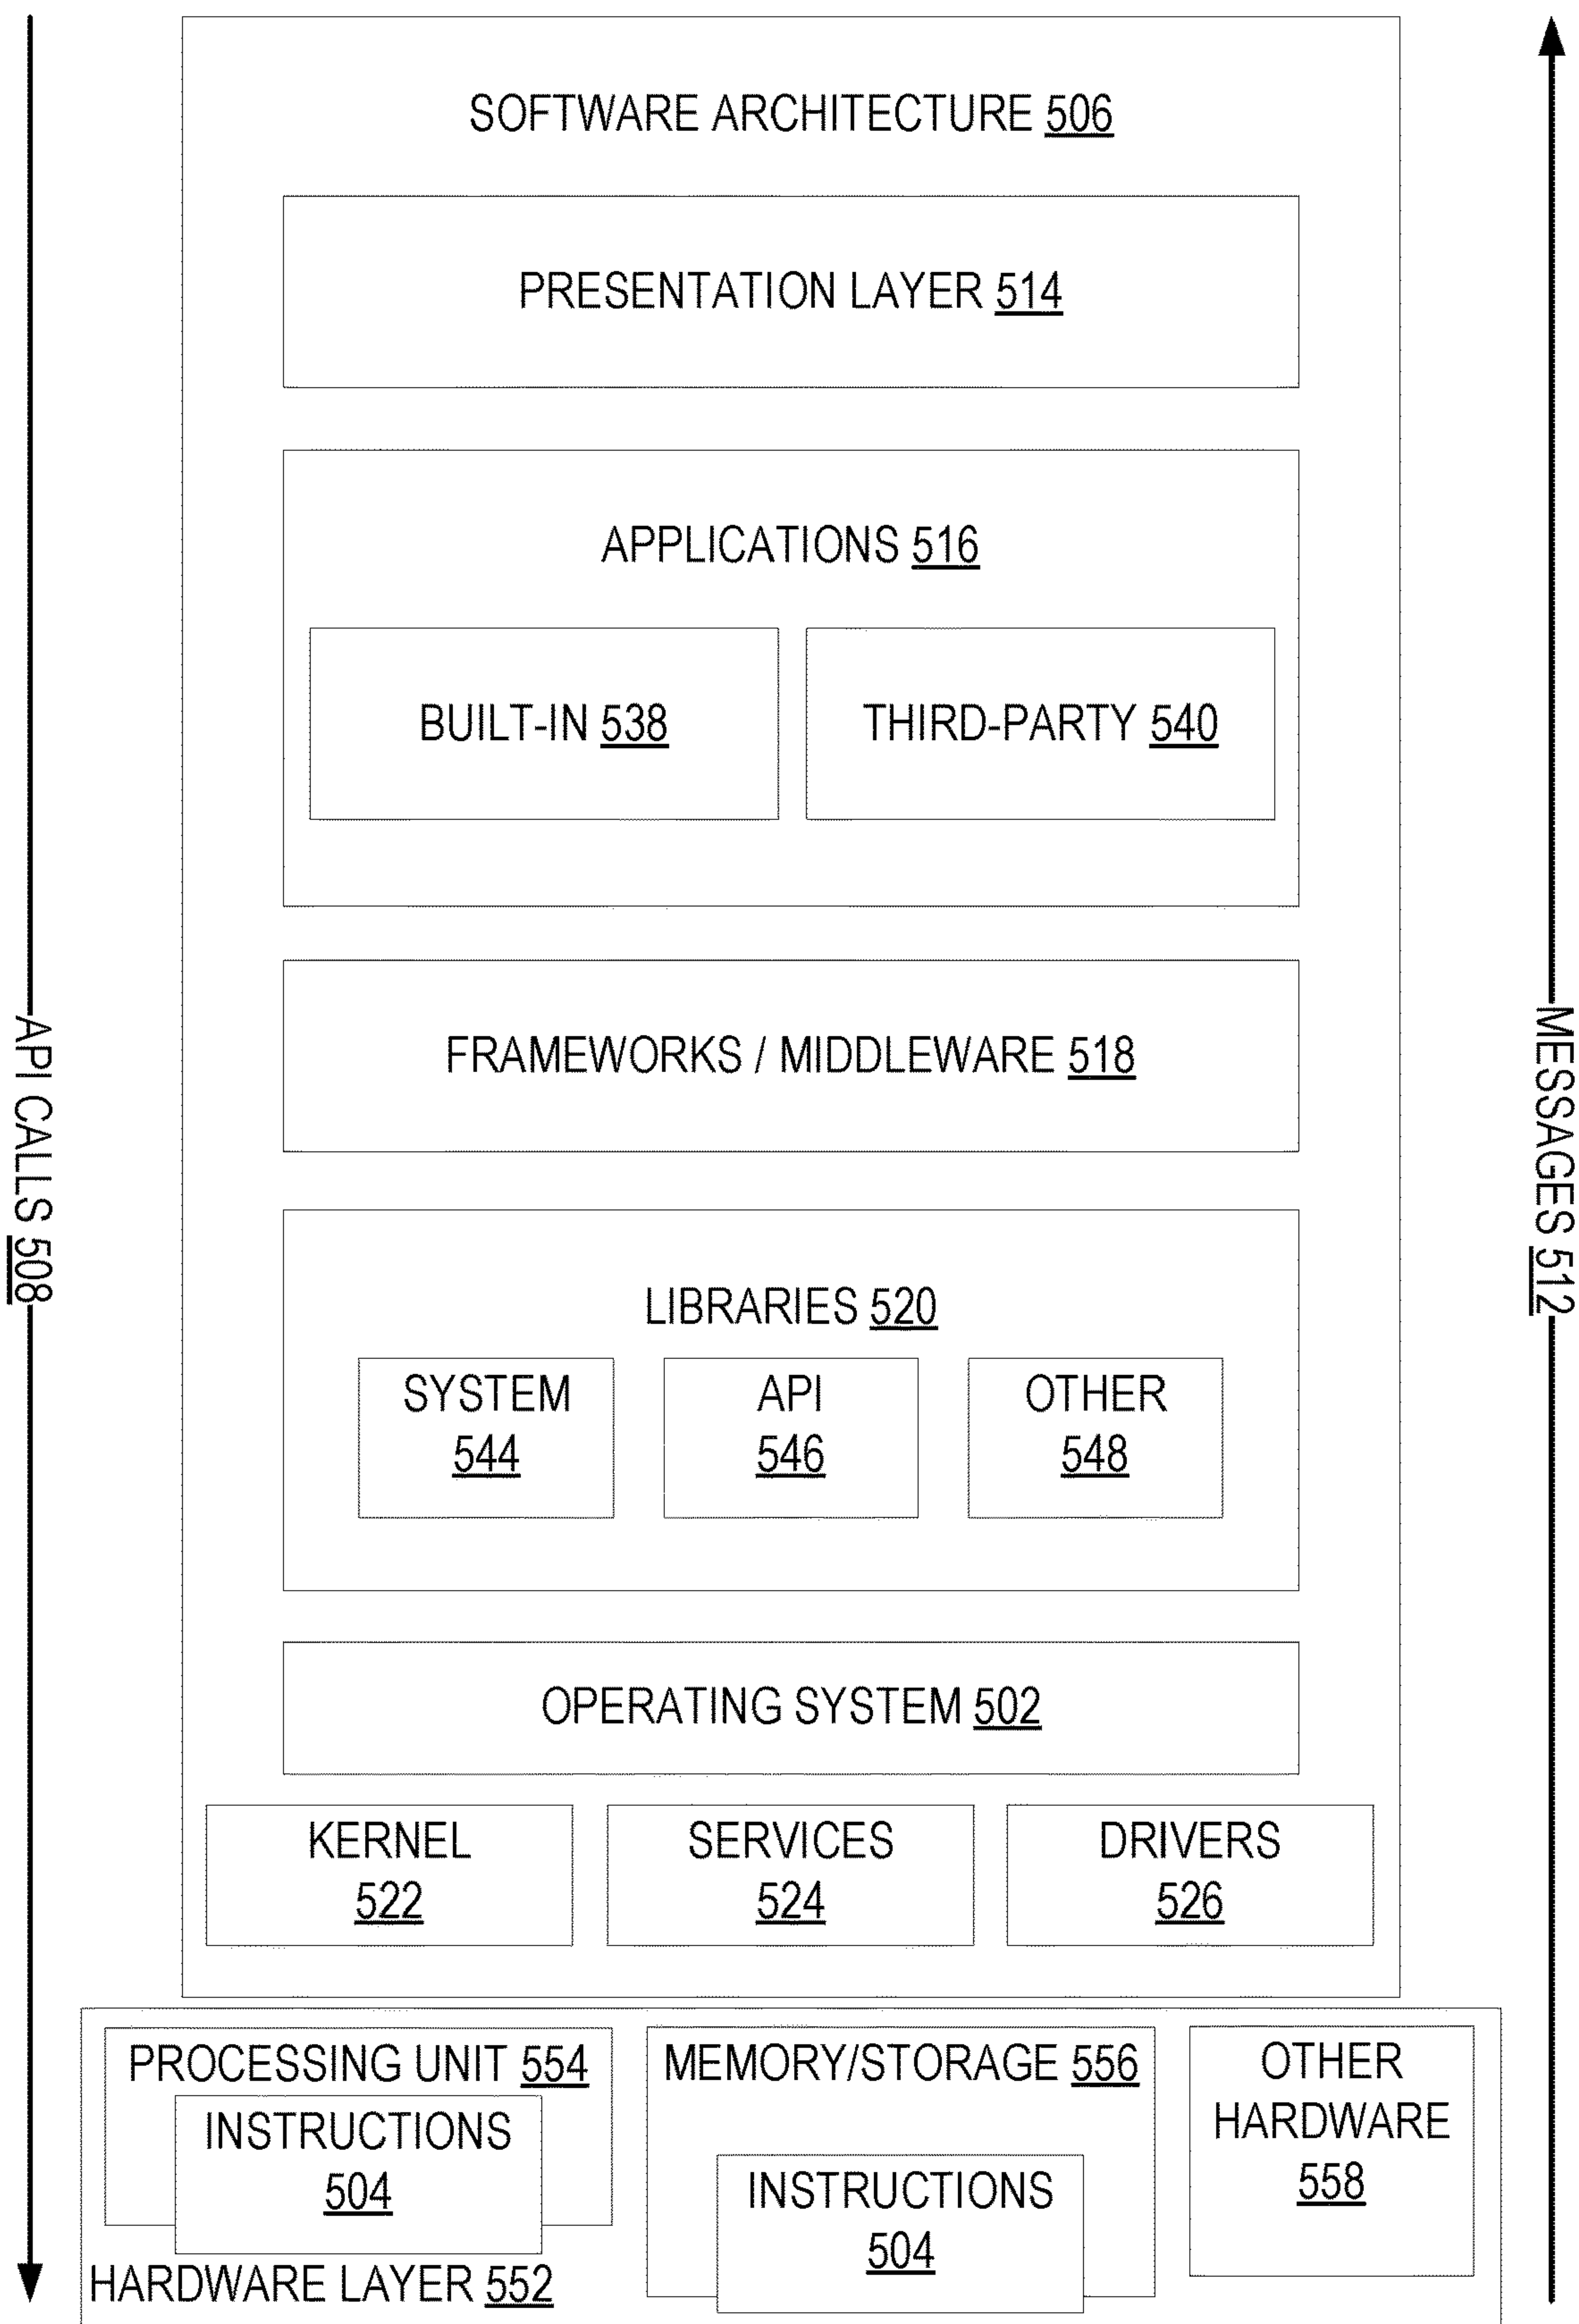 SOFTWARE ARCHITECTURE 506
PRESENTATION LAYER 514
APPLICATIONS 516
BUILT-IN 538
THIRD-PARTY 540
FRAMEWORKS / MIDDLEWARE 518
LIBRARIES 520
SYSTEM
544
API
546
OTHER
548
OPERATING SYSTEM 502
KERNEL
522
SERVICES
524
DRIVERS
526
PROCESSING UNIT 554
INSTRUCTIONS
504
MEMORY/STORAGE 556
INSTRUCTIONS
504
OTHER
HARDWARE
558
HARDWARE LAYER 552
API CALLS 508
MESSAGES 512